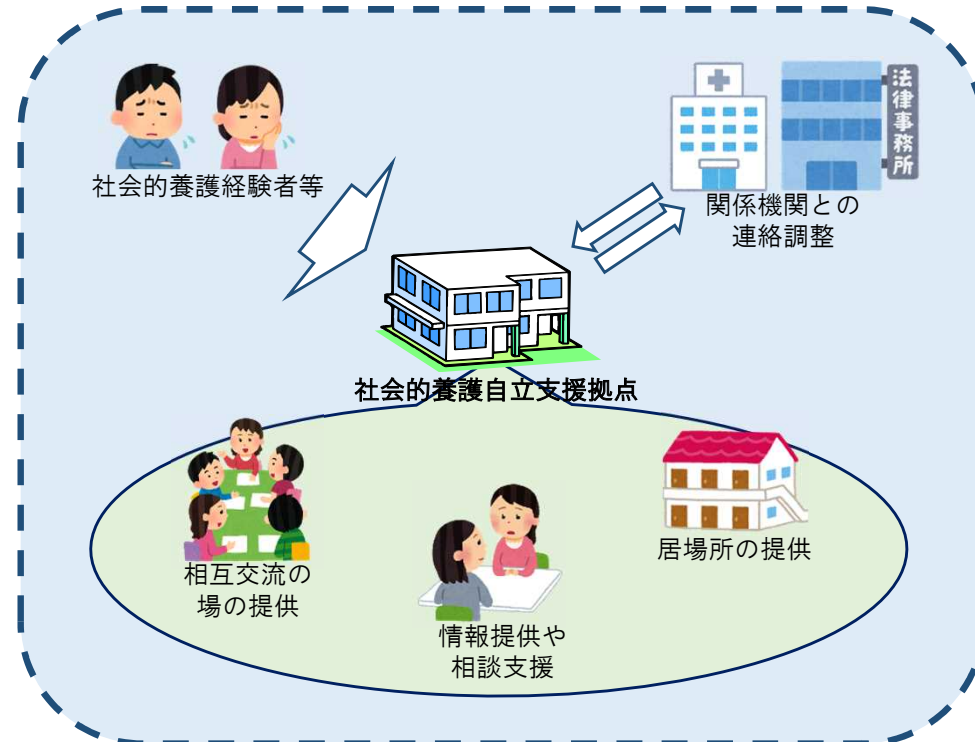 法律事務所
社会的養護経験者等
関係機関との
連絡調整
社会的養護自立支援拠点
相互交流の
場の提供
情報提供や
相談支援
居場所の提供